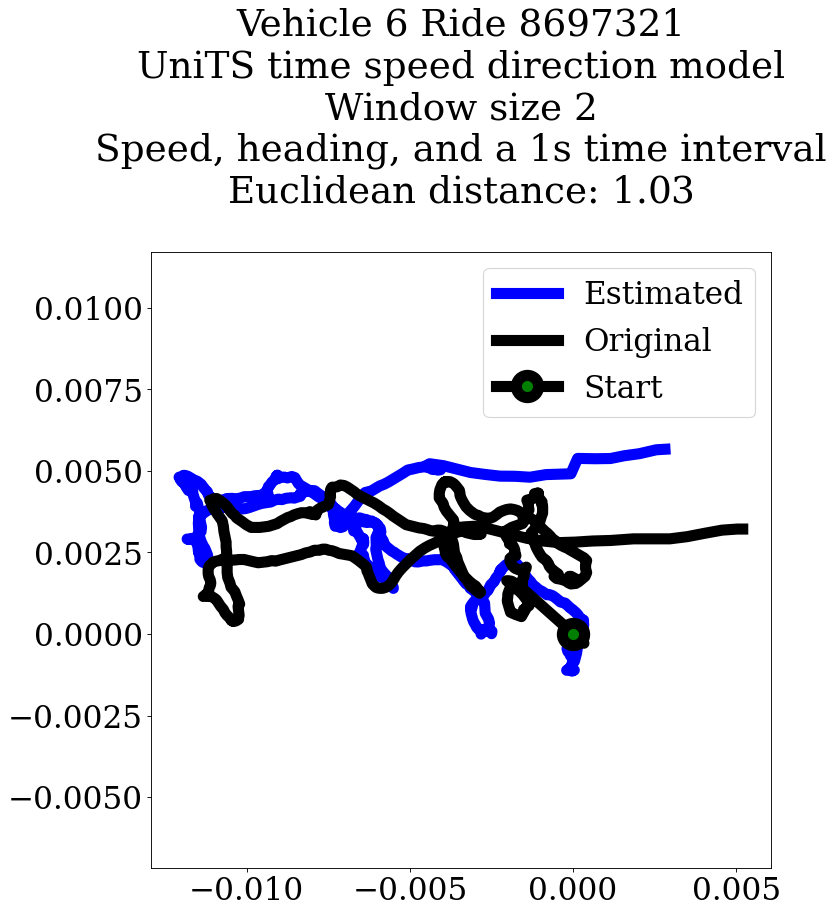 Vehicle 6 Ride 8697321
UniTS time speed direction model
Window size 2
Speed, heading, and a 1s time interval
Euclidean distance: 1.03
Estimated
Original
Start
0.0100
0.0075
0.0050
0.0025
0.0000
−0.0025
−0.0050
−0.010
−0.005
0.000
0.005